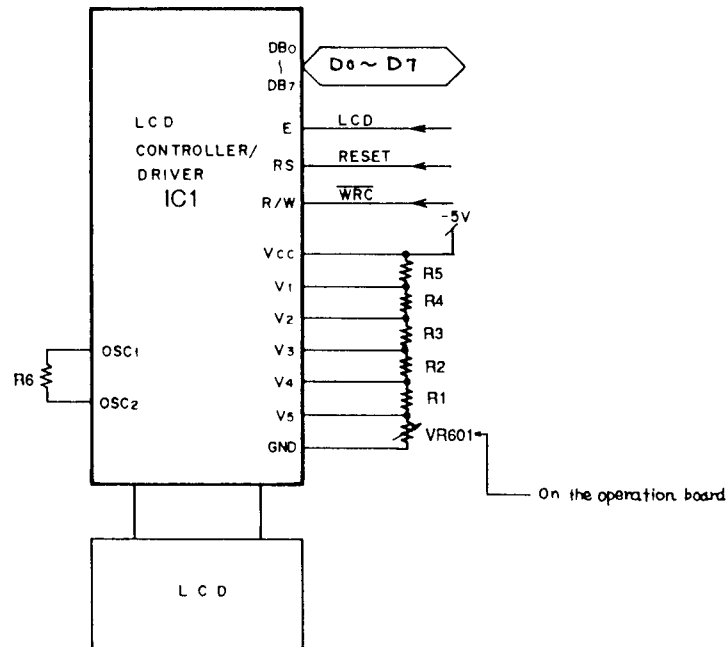 DB0
~
DB7
D0 ~ D7
LCD
CONTROLLER/
DRIVER
IC1
E
LCD
RS
RESET
R/W
WRC
-5V
Vcc
R5
V1
R4
V2
R3
V3
R2
V4
R1
V5
VR601
GND
OSC1
R6
OSC2
On the operation board
LCD